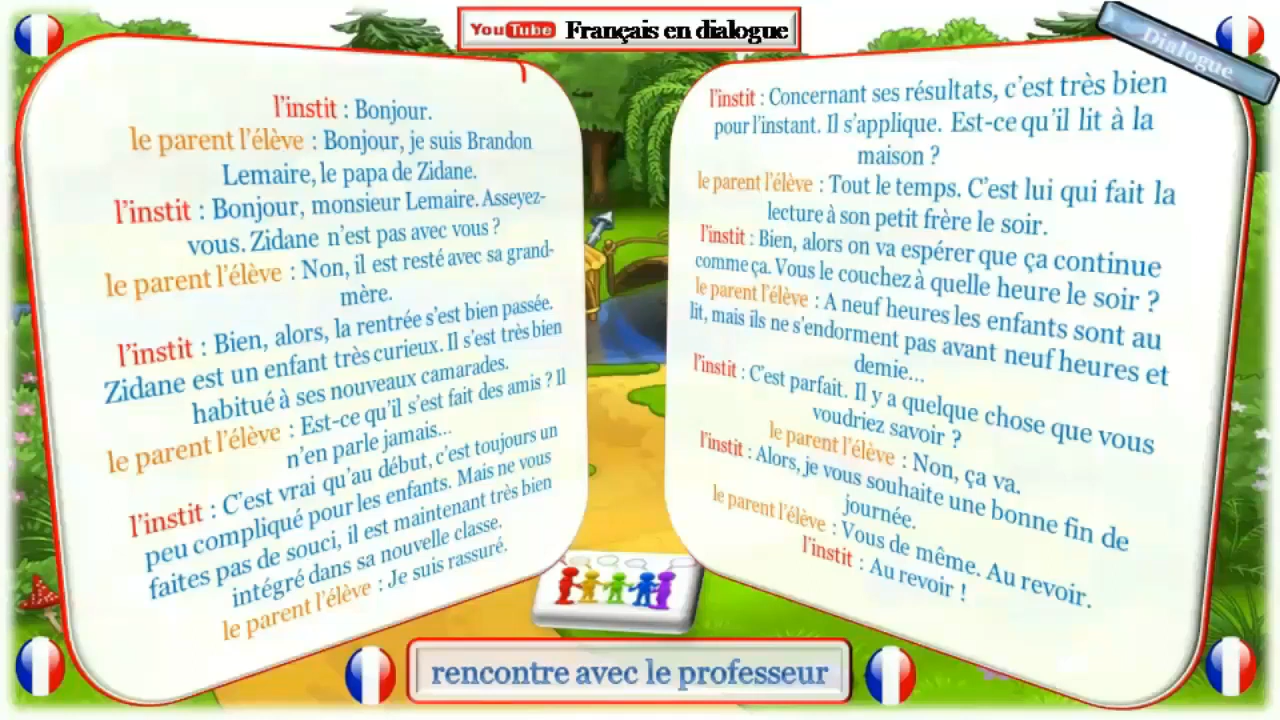 YouTube Français en dialogue
Dialogue
l'instit : Bonjour.
le parent l'élève : Bonjour, je suis Brandon
Lemaire, le papa de Zidane.
l'instit : Bonjour, monsieur Lemaire. Asseyez-
vous. Zidane n'est pas avec vous ?
le parent l'élève : Non, il est resté avec sa grand-
mère.
l'instit : Bien, alors, la rentrée s'est bien passée.
Zidane est un enfant très curieux. Il s'est très bien
habitué à ses nouveaux camarades.
le parent l'élève : Est-ce qu'il s'est fait des amis ? Il
n'en parle jamais...
l'instit : C'est vrai qu'au début, c'est toujours un
peu compliqué pour les enfants. Mais ne vous
faites pas de souci, il est maintenant très bien
intégré dans sa nouvelle classe.
le parent l'élève : Je suis rassuré.
l'instit : Concernant ses résultats, c'est très bien
pour l'instant. Il s'applique. Est-ce qu'il lit à la
maison ?
le parent l'élève : Tout le temps. C'est lui qui fait la
lecture à son petit frère le soir.
l'instit : Bien, alors on va espérer que ça continue
comme ça. Vous le couchez à quelle heure le soir ?
le parent l'élève : A neuf heures les enfants sont au
lit, mais ils ne s'endorment pas avant neuf heures et
demie...
l'instit : C'est parfait. Il y a quelque chose que vous
voudriez savoir ?
le parent l'élève : Non, ça va.
l'instit : Alors, je vous souhaite une bonne fin de
journée.
le parent l'élève : Vous de même. Au revoir.
l'instit : Au revoir !
rencontre avec le professeur